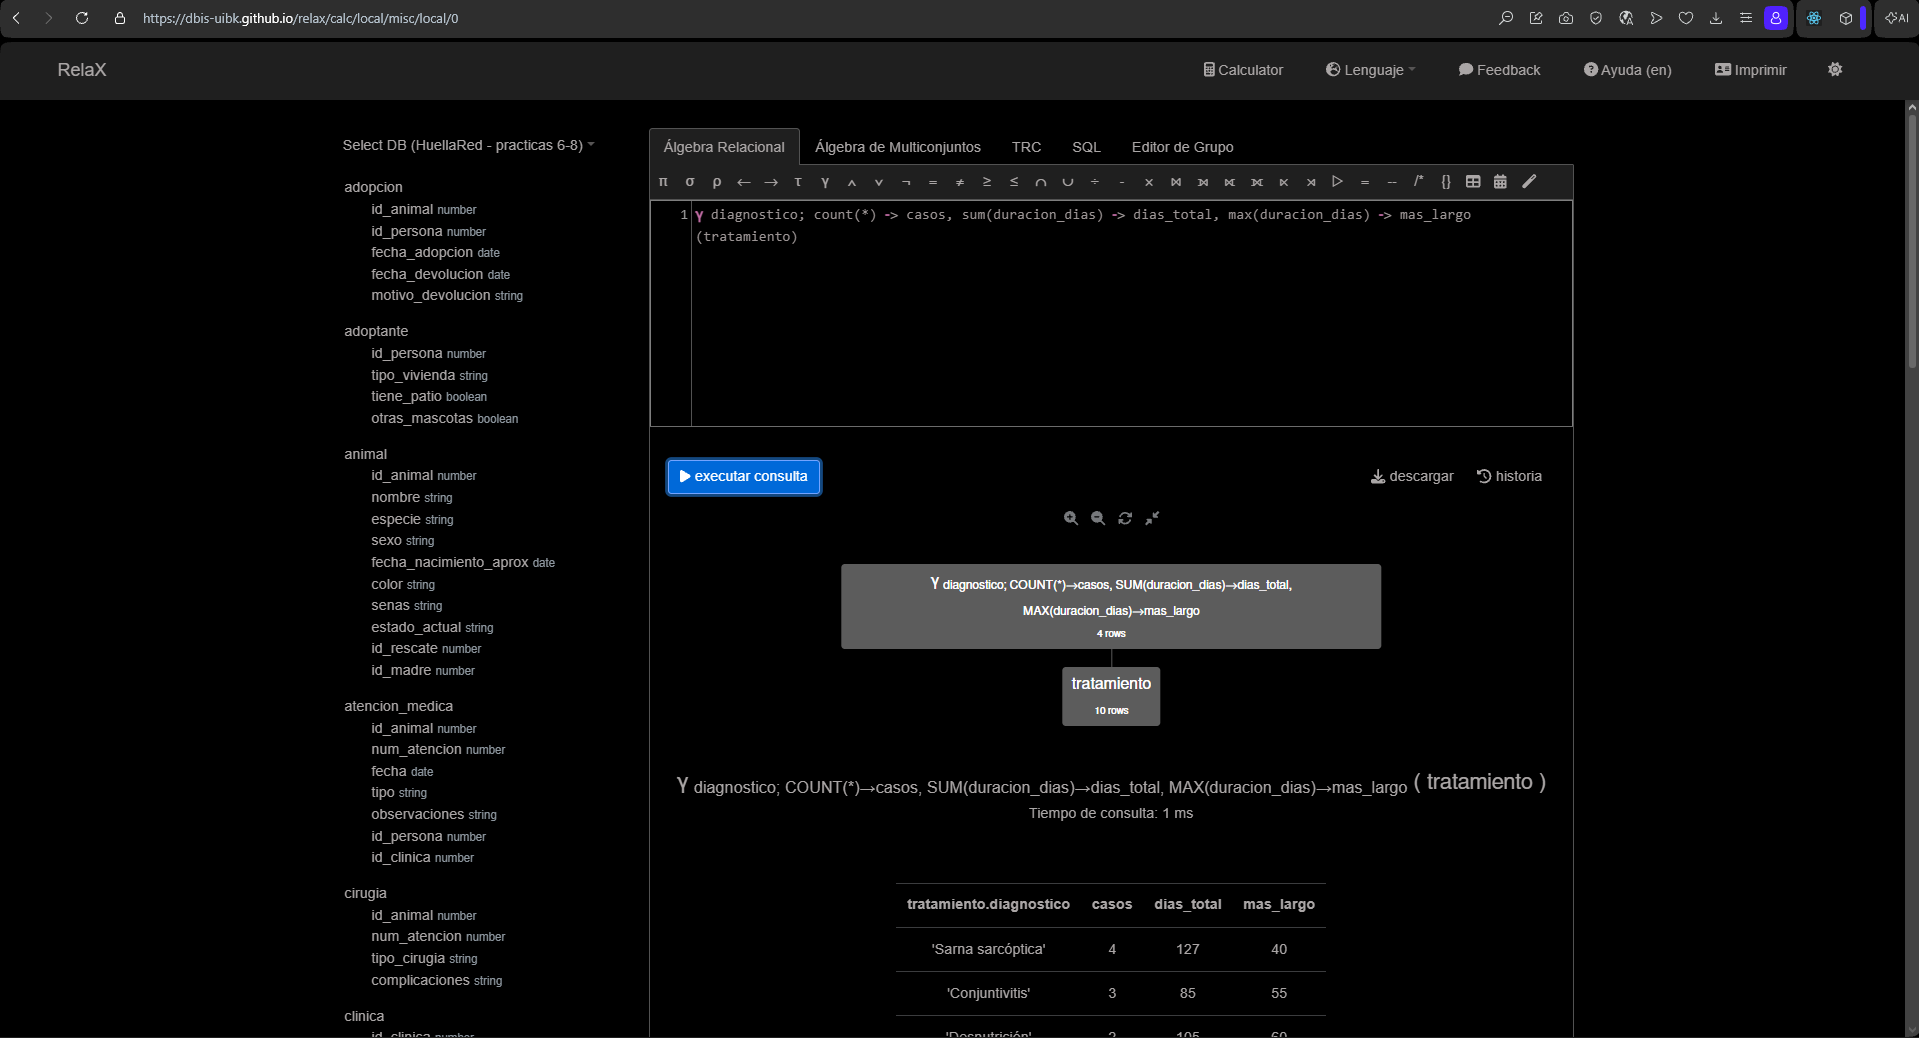 https://dbis-uibk.github.io/relax/calc/local/misc/local/0
AI
RelaX
Calculator
Lenguaje
Feedback
Ayuda (en)
Imprimir
Select DB (HuellaRed - practicas 6-8)
adopcion
id_animal number
id_persona number
fecha_adopcion date
fecha_devolucion date
motivo_devolucion string
adoptante
id_persona number
tipo_vivienda string
tiene_patio boolean
otras_mascotas boolean
animal
id_animal number
nombre string
especie string
sexo string
fecha_nacimiento_aprox date
color string
senas string
estado_actual string
id_rescate number
id_madre number
atencion_medica
id_animal number
num_atencion number
fecha date
tipo string
observaciones string
id_persona number
id_clinica number
cirugia
id_animal number
num_atencion number
tipo_cirugia string
complicaciones string
clinica
id_clinica number
Álgebra Relacional
Álgebra de Multiconjuntos
TRC
SQL
Editor de Grupo
π σ ρ ← → τ γ ∧ ∨ ¬ = ≠ ≥ ≤ ∩ ∪ ÷ - ⨯ ⋈ ⟕ ⟖ ⟗ ⋉ ⋊ ▷ = -- /* {}
1 γ diagnostico; count(*) -> casos, sum(duracion_dias) -> dias_total, max(duracion_dias) -> mas_largo
(tratamiento)
executar consulta
descargar
historia
γ diagnostico; COUNT(*)→casos, SUM(duracion_dias)→dias_total,
MAX(duracion_dias)→mas_largo
4 rows
tratamiento
10 rows
γ diagnostico; COUNT(*)→casos, SUM(duracion_dias)→dias_total, MAX(duracion_dias)→mas_largo ( tratamiento )
Tiempo de consulta: 1 ms
tratamiento.diagnostico casos dias_total mas_largo
'Sarna sarcóptica' 4 127 40
'Conjuntivitis' 3 85 55
'Desnutrición' 2 105 60